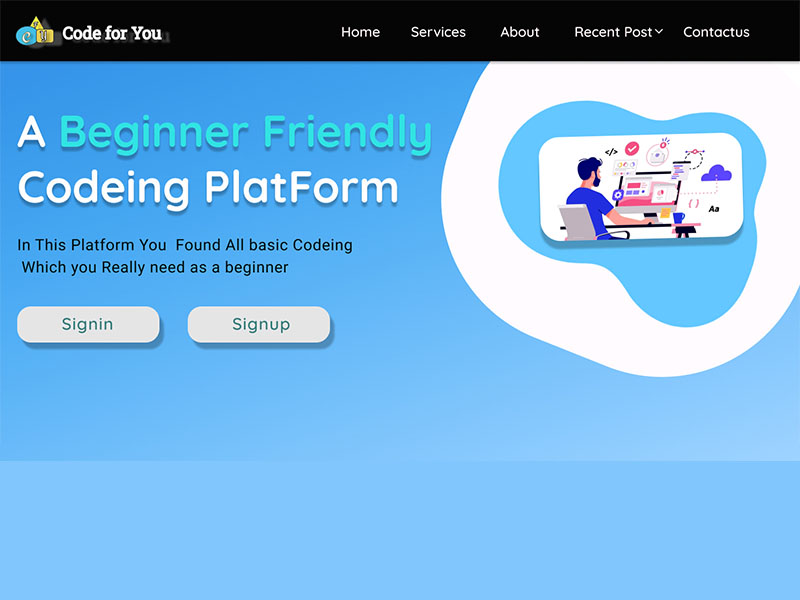 Code for You
Home Services About Recent Post Contactus
A Beginner Friendly
Codeing PlatForm
In This Platform You Found All basic Codeing
Which you Really need as a beginner
Signin Signup
</>
{ }
Aa